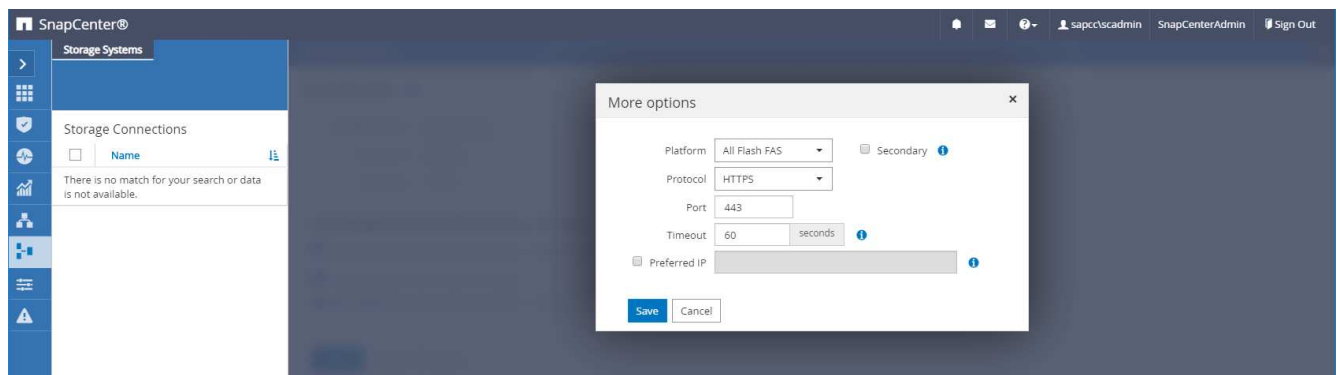 SnapCenter®
sapcc\scadmin SnapCenterAdmin Sign Out
Storage Systems
Storage Connections
Name
There is no match for your search or data
is not available.
More options
×
Platform All Flash FAS Secondary
Protocol HTTPS
Port 443
Timeout 60 seconds
Preferred IP
Save Cancel